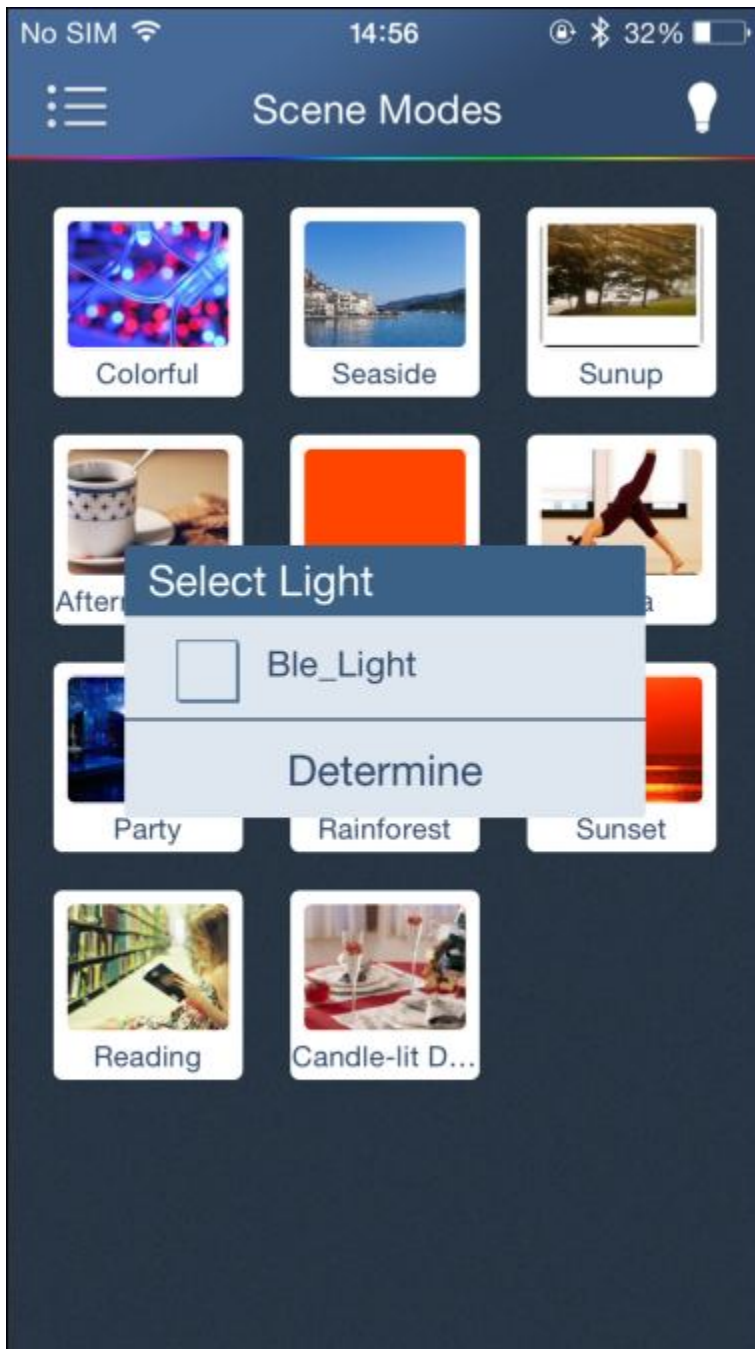 No SIM 14:56 32%
Scene Modes
Colorful Seaside Sunup
Select Light
Ble_Light
Determine
Party Rainforest Sunset
Reading Candle-lit D...